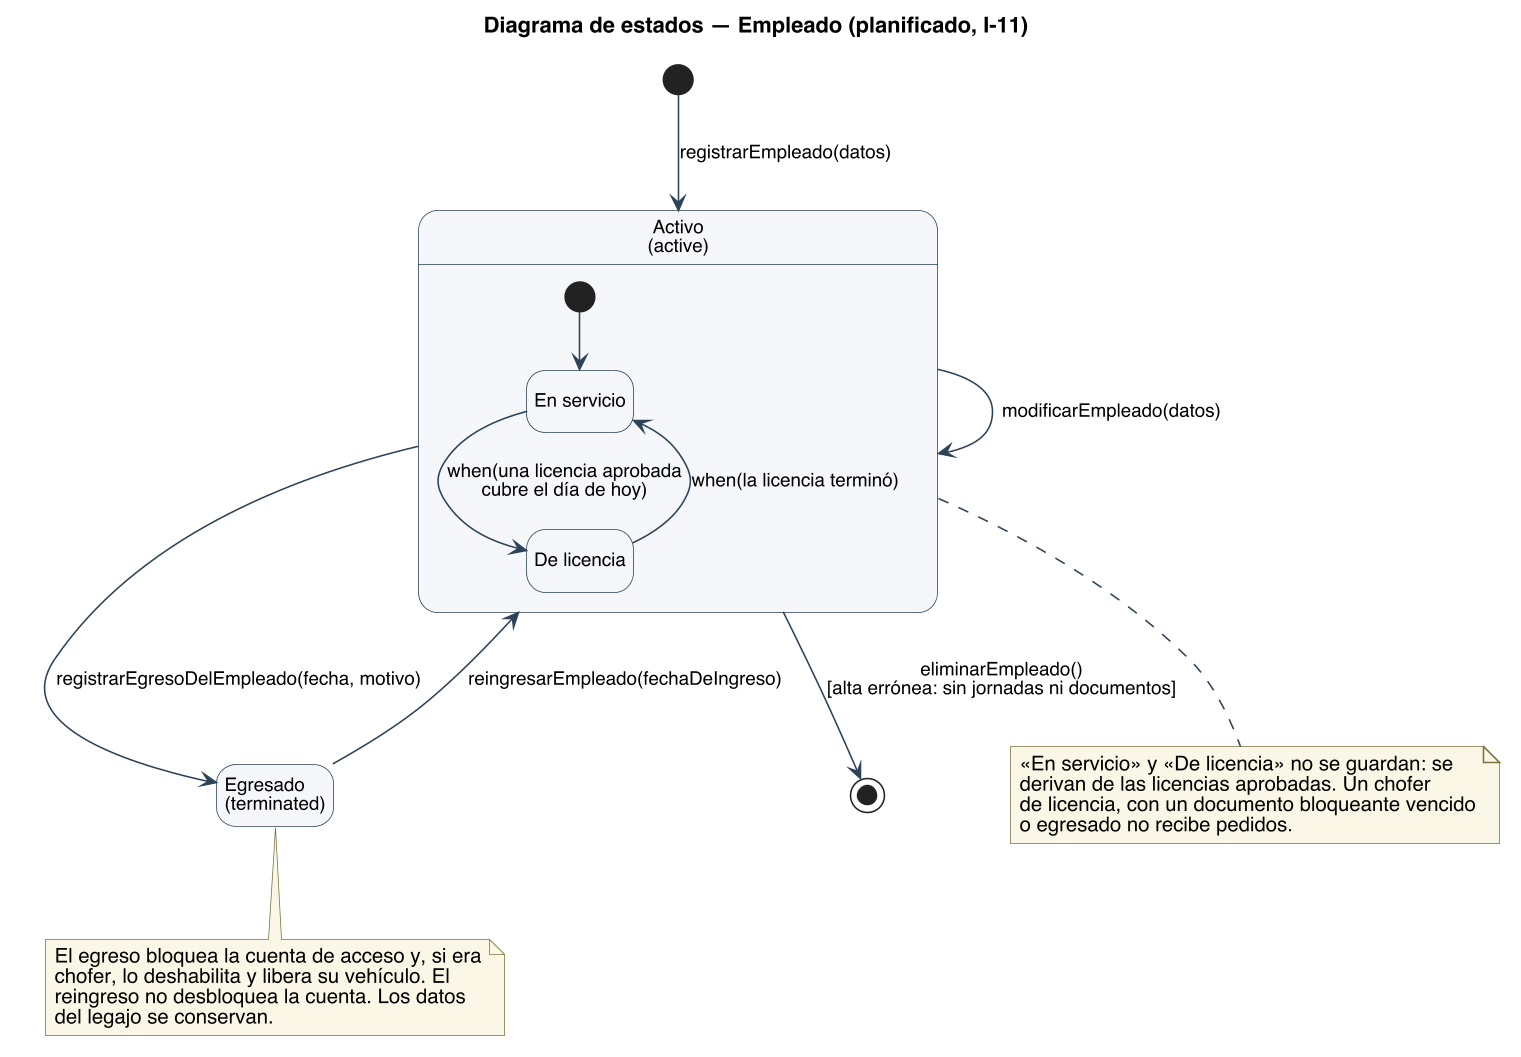 Diagrama de estados — Empleado (planificado, I-11)
registrarEmpleado(datos)
Activo
(active)
En servicio
modificarEmpleado(datos)
when(una licencia aprobada
cubre el día de hoy)
when(la licencia terminó)
De licencia
registrarEgresoDelEmpleado(fecha, motivo)
reingresarEmpleado(fechaDeIngreso)
eliminarEmpleado()
[alta errónea: sin jornadas ni documentos]
Egresado
(terminated)
«En servicio» y «De licencia» no se guardan: se
derivan de las licencias aprobadas. Un chofer
de licencia, con un documento bloqueante vencido
o egresado no recibe pedidos.
El egreso bloquea la cuenta de acceso y, si era
chofer, lo deshabilita y libera su vehículo. El
reingreso no desbloquea la cuenta. Los datos
del legajo se conservan.